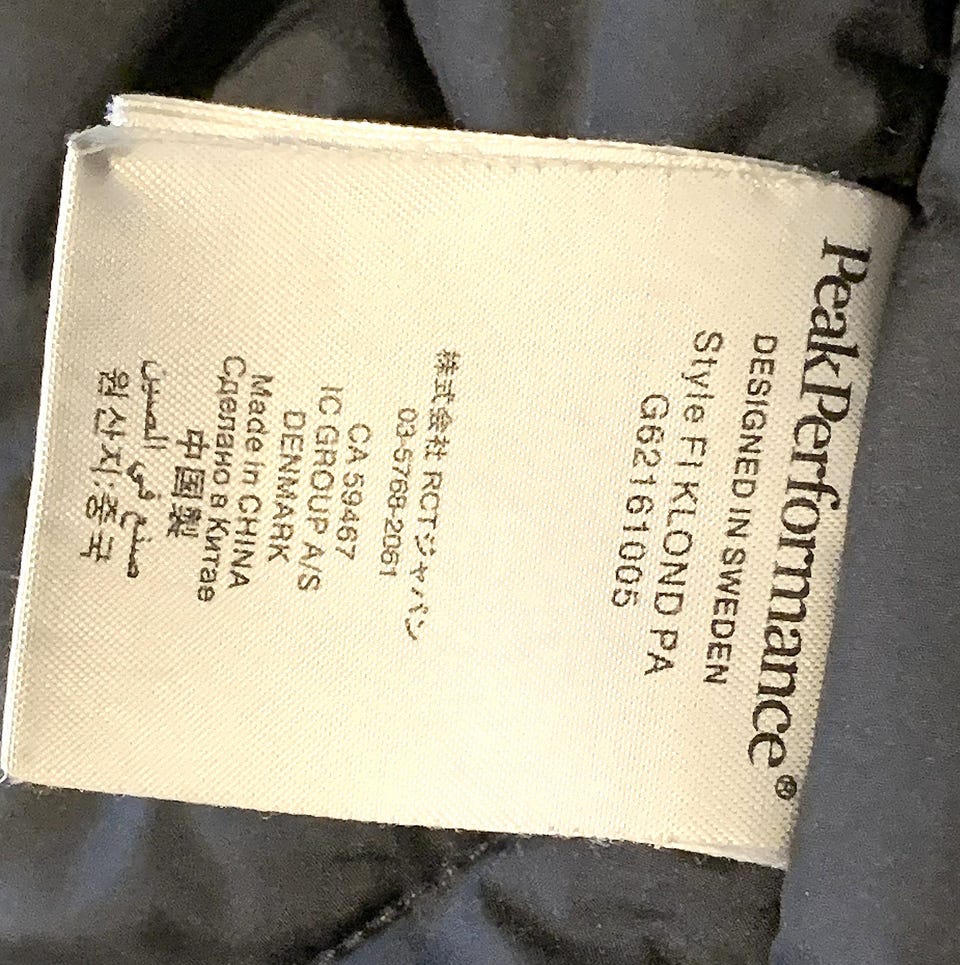 PeakPerformance®
DESIGNED IN SWEDEN
Style Fl KLOND PA
G62161005
株式会社 RCTジャパン
03-5768-2061
CA 59467
IC GROUP A/S
DENMARK
Made in CHINA
Сделано в Китае
中国製
صنع في الصين
원산지:중국